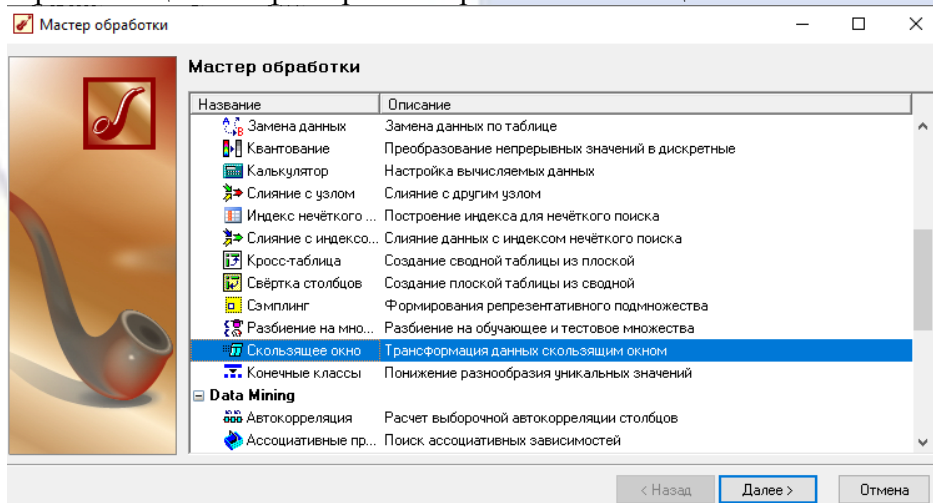 Мастер обработки
Мастер обработки
Название Описание
Замена данных Замена данных по таблице
Квантование Преобразование непрерывных значений в дискретные
Калькулятор Настройка вычисляемых данных
Слияние с узлом Слияние с другим узлом
Индекс нечёткого ... Построение индекса для нечёткого поиска
Слияние с индексо... Слияние данных с индексом нечёткого поиска
Кросс-таблица Создание сводной таблицы из плоской
Свёртка столбцов Создание плоской таблицы из сводной
Сэмплинг Формирования репрезентативного подмножества
Разбиение на мно... Разбиение на обучающее и тестовое множества
Скользящее окно Трансформация данных скользящим окном
Конечные классы Понижение разнообразия уникальных значений
Data Mining
Автокорреляция Расчет выборочной автокорреляции столбцов
Ассоциативные пр... Поиск ассоциативных зависимостей
< Назад Далее > Отмена